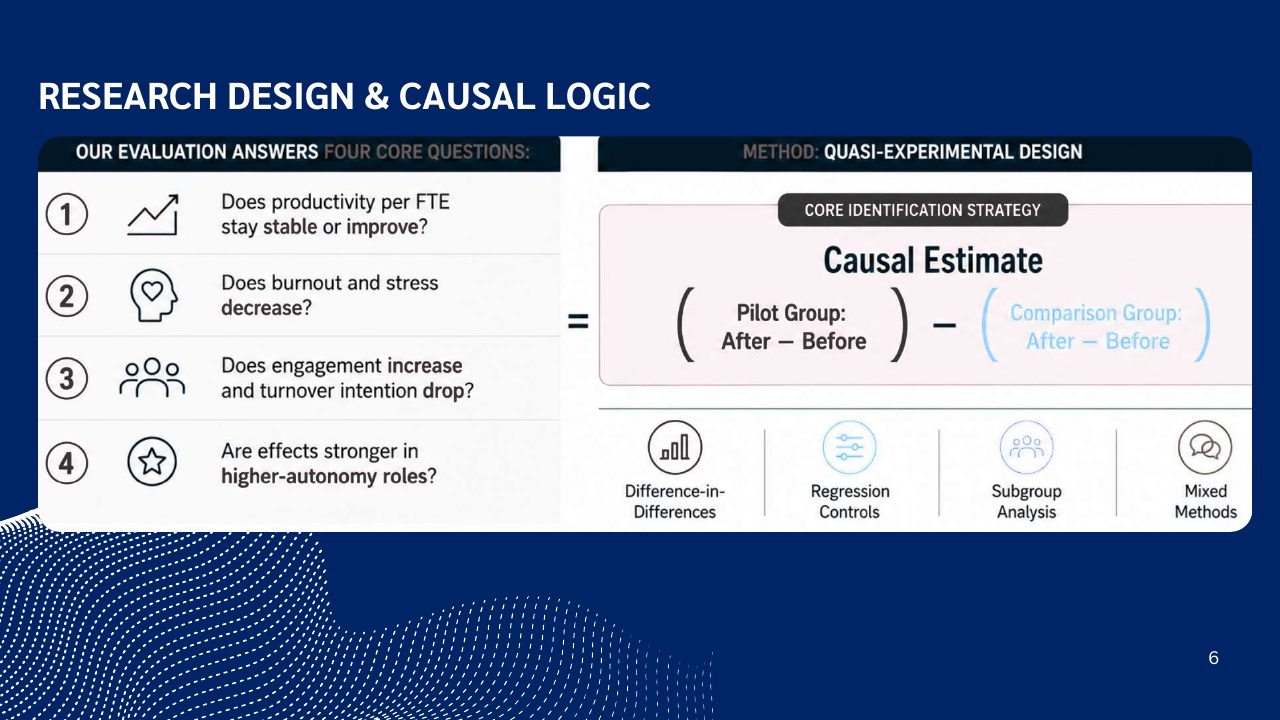 RESEARCH DESIGN & CAUSAL LOGIC
OUR EVALUATION ANSWERS FOUR CORE QUESTIONS:
1
Does productivity per FTE
stay stable or improve?
2
Does burnout and stress
decrease?
3
Does engagement increase
and turnover intention drop?
4
Are effects stronger in
higher-autonomy roles?
=
METHOD: QUASI-EXPERIMENTAL DESIGN
CORE IDENTIFICATION STRATEGY
Causal Estimate
( Pilot Group:
After — Before ) — ( Comparison Group:
After — Before )
Difference-in-
Differences
Regression
Controls
Subgroup
Analysis
Mixed
Methods
6